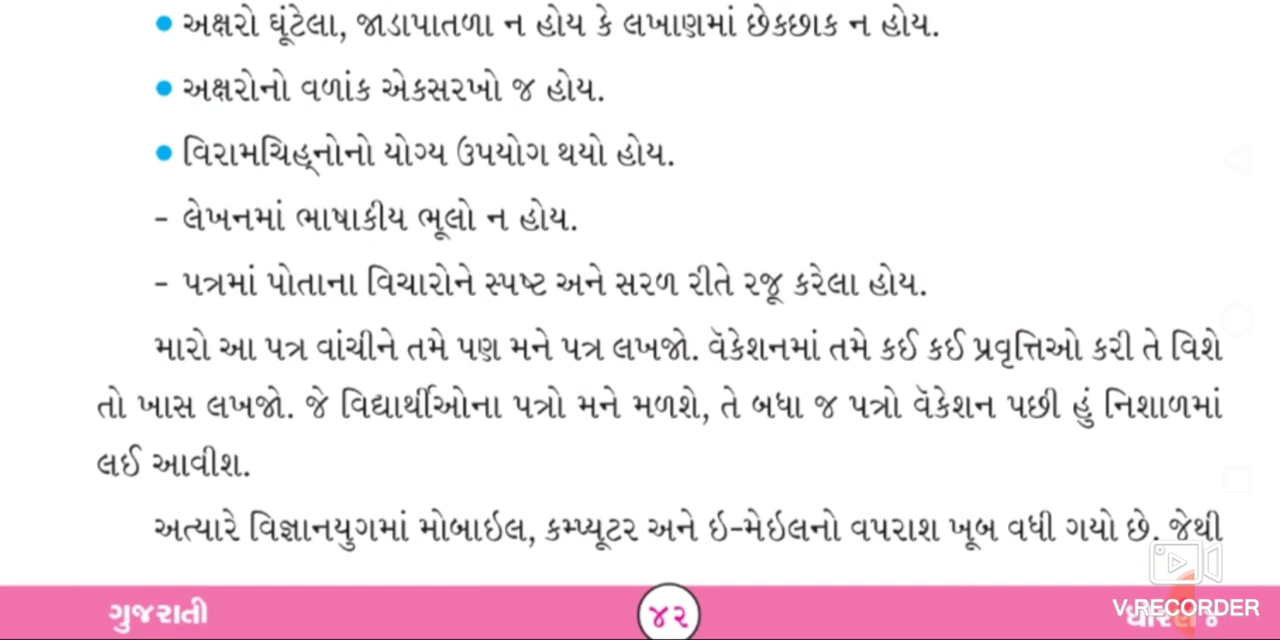 • અક્ષરો ઘૂંટેલા, જાડાપાતળા ન હોય કે લખાણમાં છેકછાક ન હોય.
• અક્ષરોનો વળાંક એકસરખો જ હોય.
• વિરામચિહ્નોનો યોગ્ય ઉપયોગ થયો હોય.
- લેખનમાં ભાષાકીય ભૂલો ન હોય.
- પત્રમાં પોતાના વિચારોને સ્પષ્ટ અને સરળ રીતે રજૂ કરેલા હોય.
મારો આ પત્ર વાંચીને તમે પણ મને પત્ર લખજો. વૅકેશનમાં તમે કઈ કઈ પ્રવૃત્તિઓ કરી તે વિશે
તો ખાસ લખજો. જે વિદ્યાર્થીઓના પત્રો મને મળશે, તે બધા જ પત્રો વૅકેશન પછી હું નિશાળમાં
લઈ આવીશ.
અત્યારે વિજ્ઞાનયુગમાં મોબાઇલ, કમ્પ્યૂટર અને ઇ-મેઇલનો વપરાશ ખૂબ વધી ગયો છે. જેથી
ગુજરાતી
૪૨
V.RECORDER